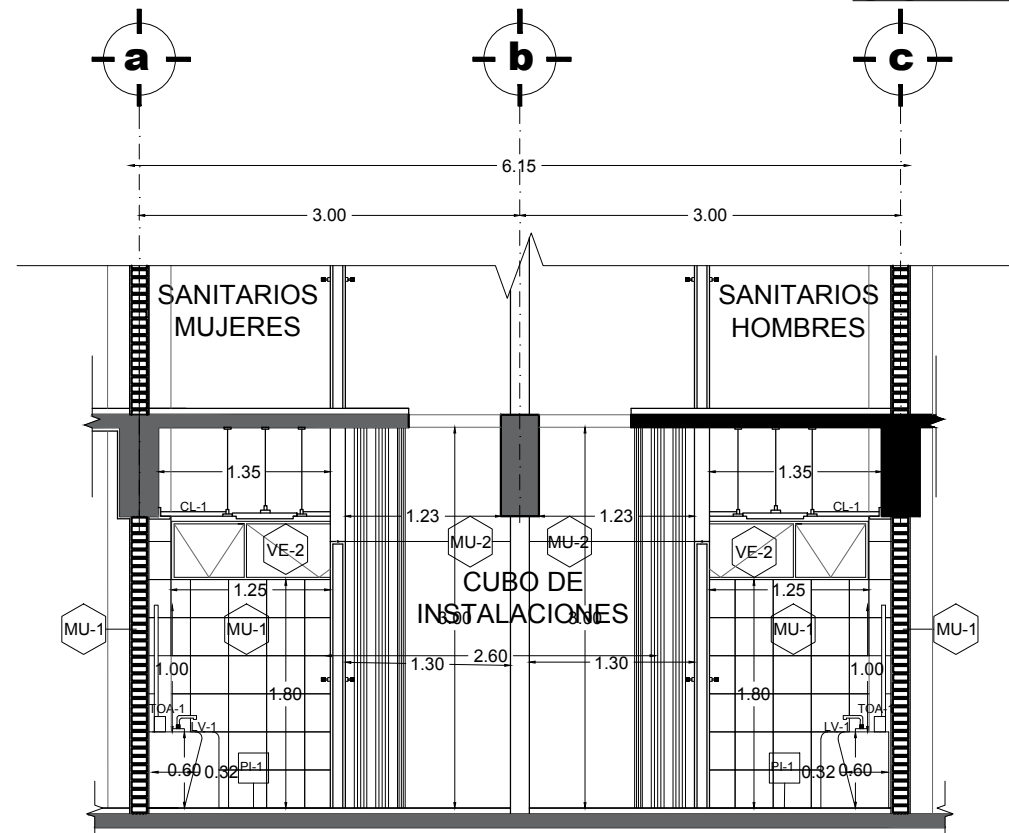 a
b
c
6.15
3.00
3.00
SANITARIOS
MUJERES
SANITARIOS
HOMBRES
1.35
1.35
CL-1
CL-1
1.23
1.23
VE-2
MU-2
MU-2
VE-2
CUBO DE
INSTALACIONES
1.25
1.25
3.00
3.00
MU-1
MU-1
MU-1
MU-1
1.00
2.60
1.00
1.30
1.30
1.80
1.80
TOA-1
TOA-1
LV-1
LV-1
0.60
0.32
PI-1
PI-1
0.32
0.60